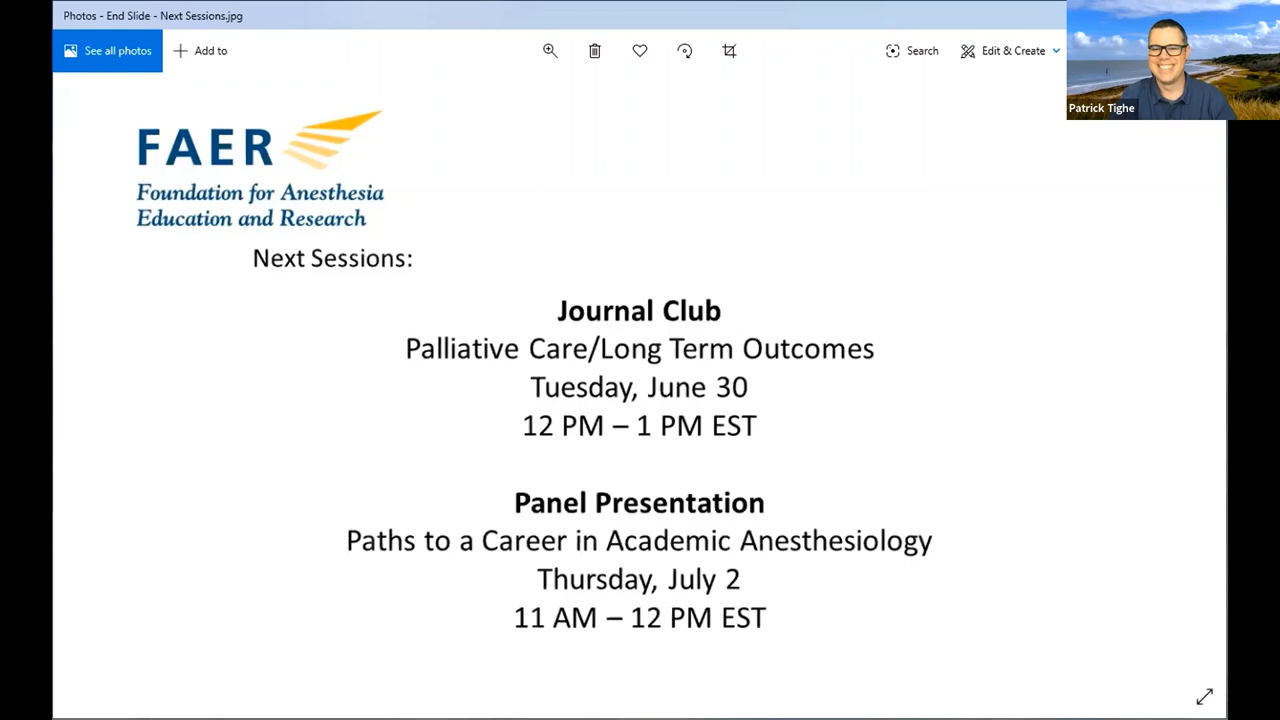 Photos - End Slide - Next Sessions.jpg
See all photos
Add to
Search
Edit & Create
Patrick Tighe
FAER
Foundation for Anesthesia
Education and Research
Next Sessions:
Journal Club
Palliative Care/Long Term Outcomes
Tuesday, June 30
12 PM – 1 PM EST
Panel Presentation
Paths to a Career in Academic Anesthesiology
Thursday, July 2
11 AM – 12 PM EST